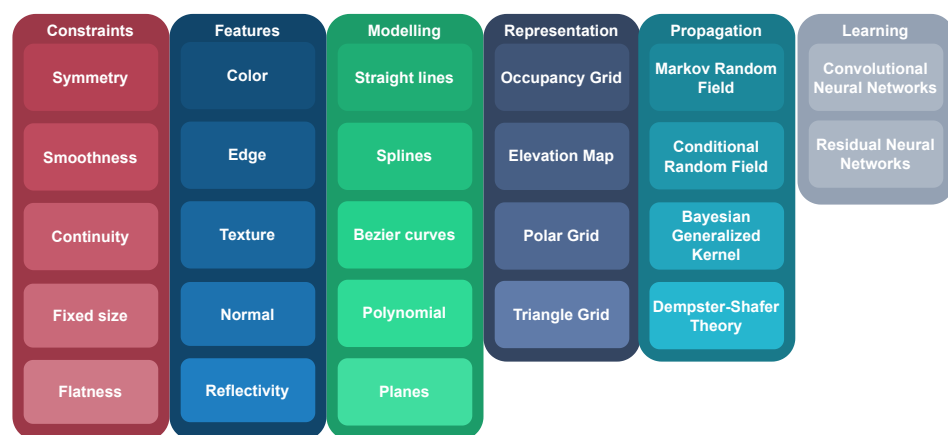 Constraints
Symmetry
Smoothness
Continuity
Fixed size
Flatness
Features
Color
Edge
Texture
Normal
Reflectivity
Modelling
Straight lines
Splines
Bezier curves
Polynomial
Planes
Representation
Occupancy Grid
Elevation Map
Polar Grid
Triangle Grid
Propagation
Markov Random
Field
Conditional
Random Field
Bayesian
Generalized
Kernel
Dempster-Shafer
Theory
Learning
Convolutional
Neural Networks
Residual Neural
Networks